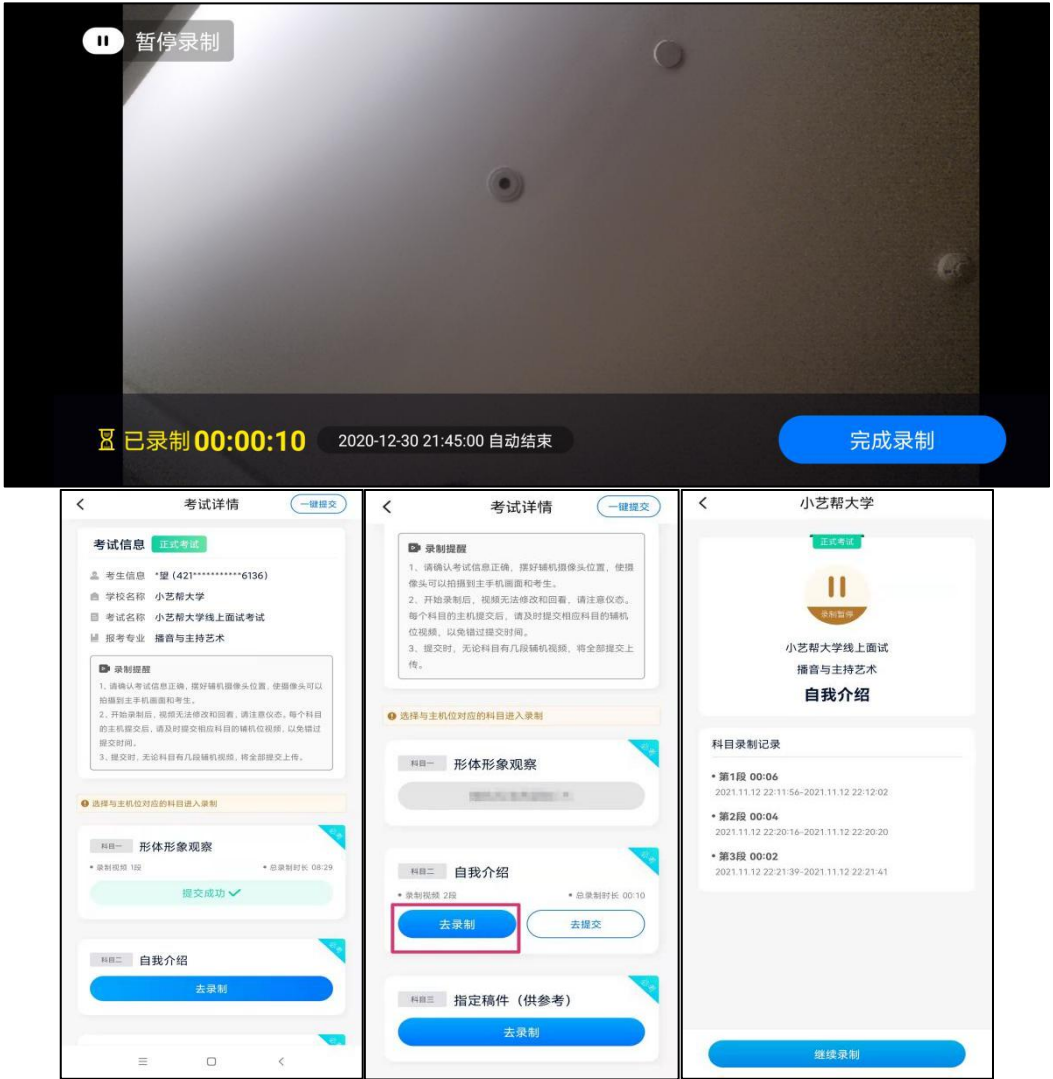 暂停录制
已录制 00:00:10
2020-12-30 21:45:00 自动结束
完成录制
考试详情
一键提交
考试信息
正式考试
考生信息 *望 (421***********6136)
学校名称 小艺帮大学
考试名称 小艺帮大学线上面试考试
报考专业 播音与主持艺术
录制提醒
1、请确认考试信息正确，摆好辅机摄像头位置，使摄像头可以
拍摄到主手机画面和考生。
2、开始录制后，视频无法修改和回看，请注意仪态。每个科目
的主机提交后，请及时提交相应科目的辅机位视频，以免错过
提交时间。
3、提交时，无论科目有几段辅机视频，将全部提交上传。
选择与主机位对应的科目进入录制
科目一 形体形象观察
• 录制视频 1段
• 总录制时长 08:29
提交成功
科目二 自我介绍
去录制
考试详情
一键提交
录制提醒
1、请确认考试信息正确，摆好辅机摄像头位置，使摄
像头可以拍摄到主手机画面和考生。
2、开始录制后，视频无法修改和回看，请注意仪态。
每个科目的主机提交后，请及时提交相应科目的辅机
位视频，以免错过提交时间。
3、提交时，无论科目有几段辅机视频，将全部提交上
传。
选择与主机位对应的科目进入录制
科目一 形体形象观察
科目二 自我介绍
• 录制视频 2段
• 总录制时长 00:10
去录制
去提交
科目三 指定稿件（供参考）
去录制
小艺帮大学
正式考试
录制暂停
小艺帮大学线上面试
播音与主持艺术
自我介绍
科目录制记录
• 第1段 00:06
2021.11.12 22:11:56-2021.11.12 22:12:02
• 第2段 00:04
2021.11.12 22:20:16-2021.11.12 22:20:20
• 第3段 00:02
2021.11.12 22:21:39-2021.11.12 22:21:41
继续录制